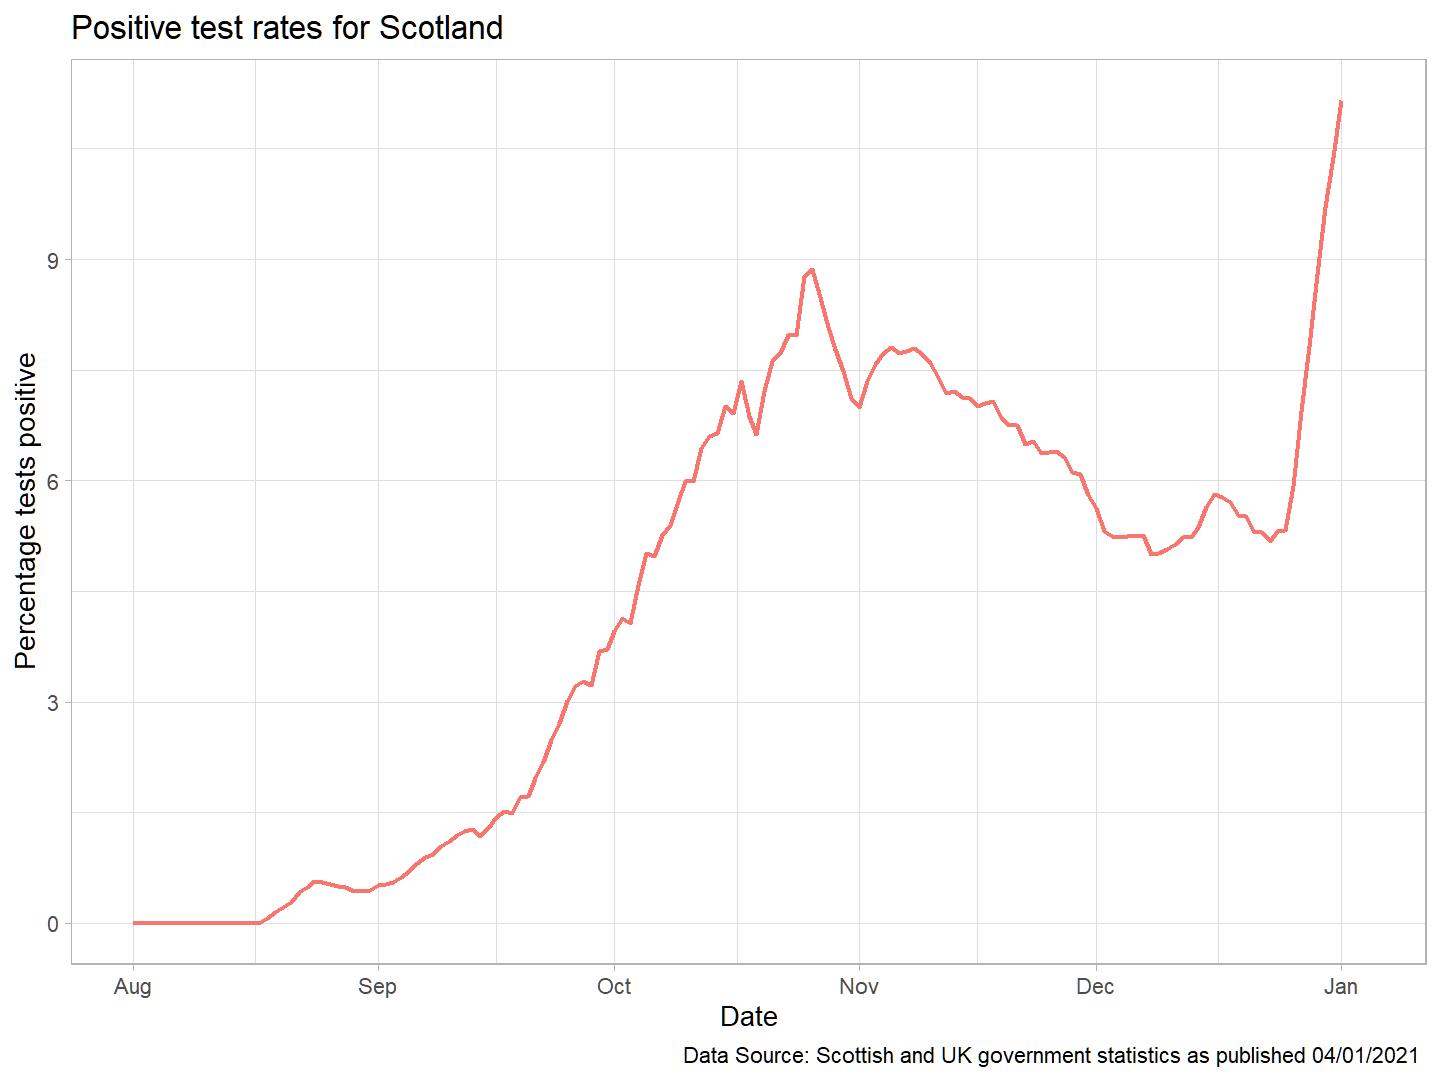 Positive test rates for Scotland
Percentage tests positive
9
6
3
0
Aug Sep Oct Nov Dec Jan
Date
Data Source: Scottish and UK government statistics as published 04/01/2021